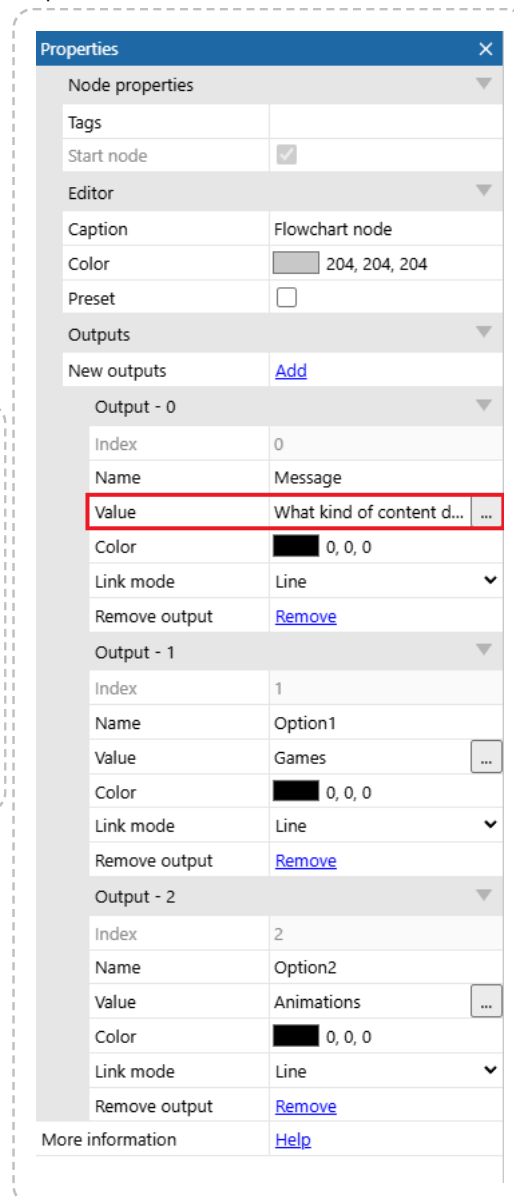 Properties
Node properties
Tags
Start node
Editor
Caption Flowchart node
Color 204, 204, 204
Preset
Outputs
New outputs Add
Output - 0
Index 0
Name Message
Value What kind of content d... ...
Color 0, 0, 0
Link mode Line
Remove output Remove
Output - 1
Index 1
Name Option1
Value Games ...
Color 0, 0, 0
Link mode Line
Remove output Remove
Output - 2
Index 2
Name Option2
Value Animations ...
Color 0, 0, 0
Link mode Line
Remove output Remove
More information Help